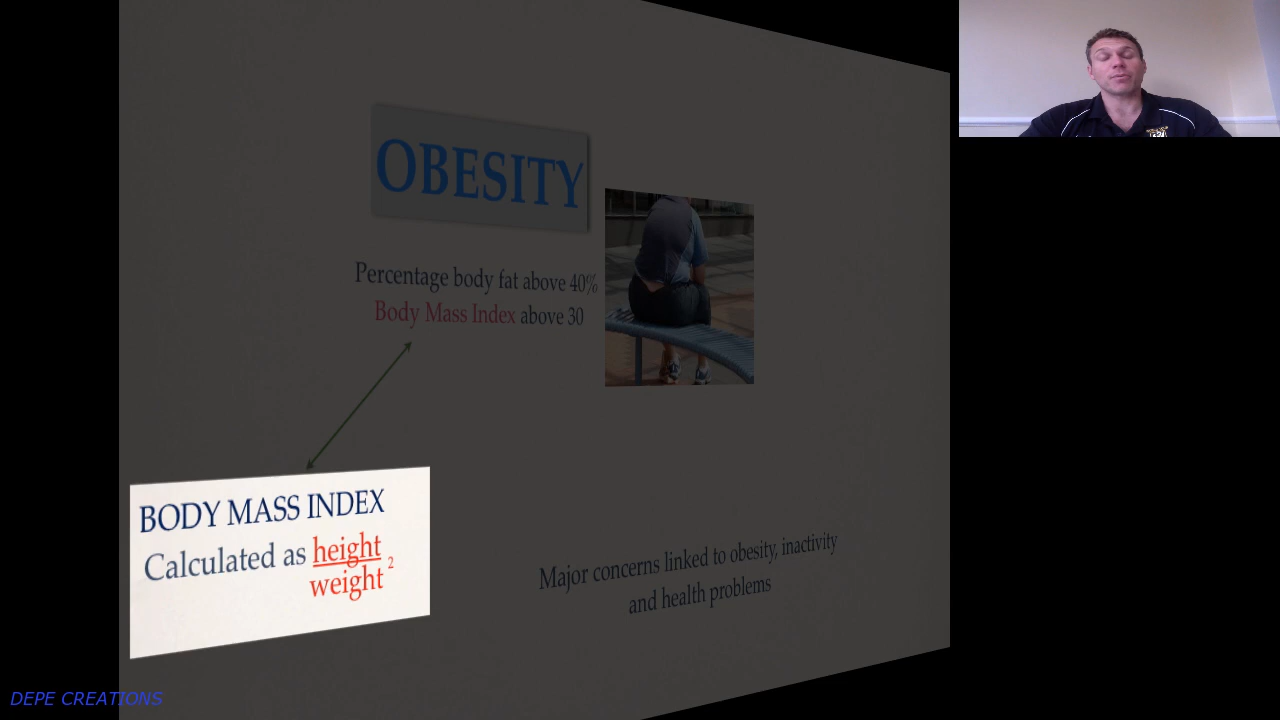 OBESITY
Percentage body fat above 40%
Body Mass Index above 30
BODY MASS INDEX
Calculated as height
weight 2
Major concerns linked to obesity, inactivity
and health problems
DEPE CREATIONS